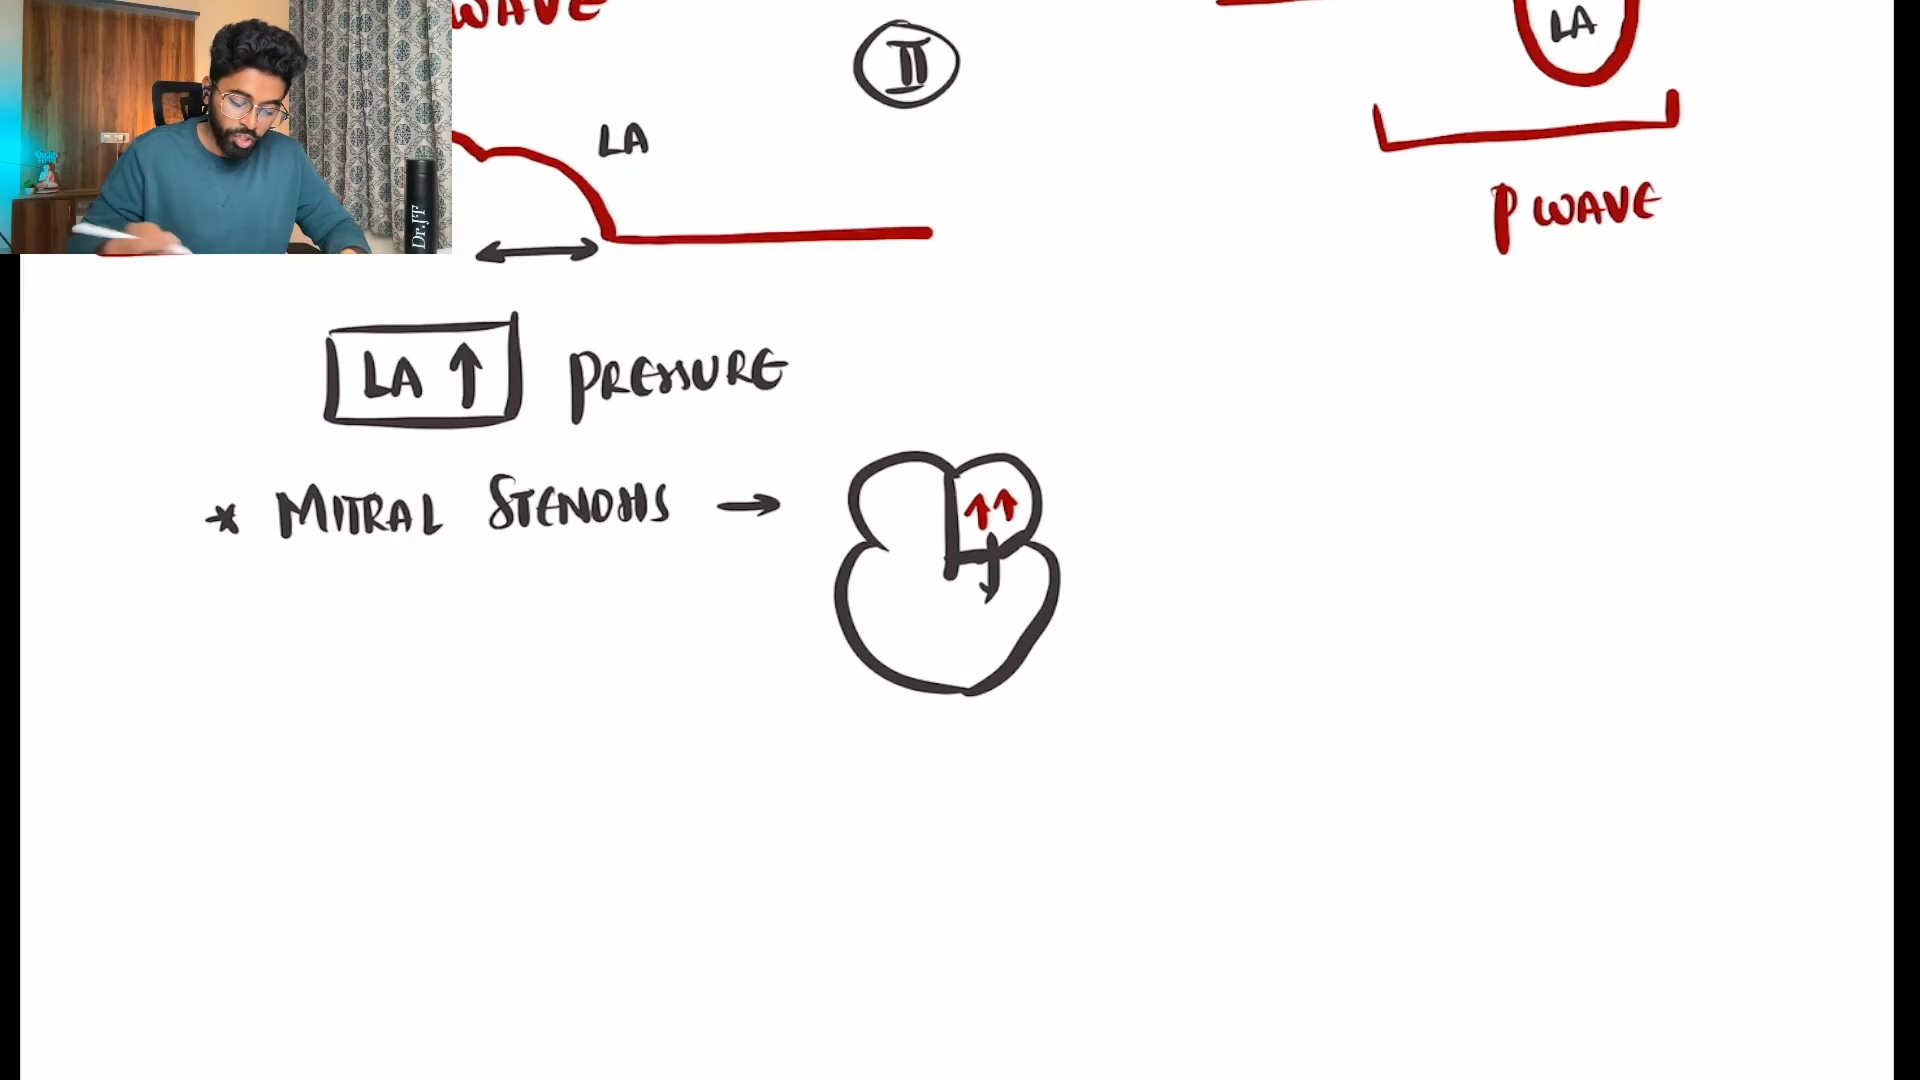 WAVE
II
LA
LA
P WAVE
Dr.JT
LA ↑ PRESSURE
* MITRAL STENOSIS →
↑↑